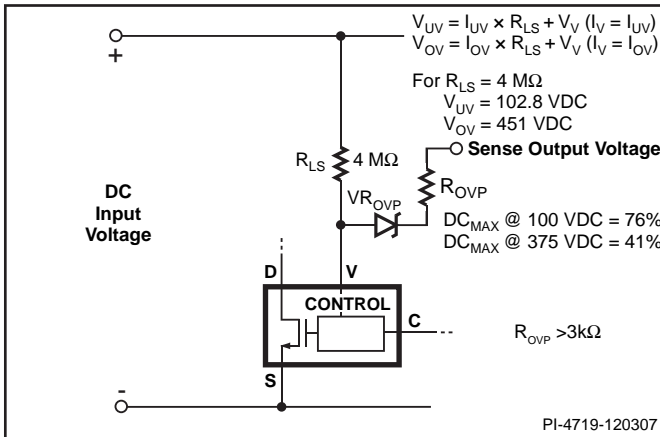 V_UV = I_UV × R_LS + V_V (I_V = I_UV)
V_OV = I_OV × R_LS + V_V (I_V = I_OV)
+
For R_LS = 4 MΩ
V_UV = 102.8 VDC
V_OV = 451 VDC
Sense Output Voltage
R_LS
4 MΩ
R_OVP
VR_OVP
DC
Input
Voltage
DC_MAX @ 100 VDC = 76%
DC_MAX @ 375 VDC = 41%
D
V
CONTROL
C
R_OVP >3kΩ
S
-
PI-4719-120307